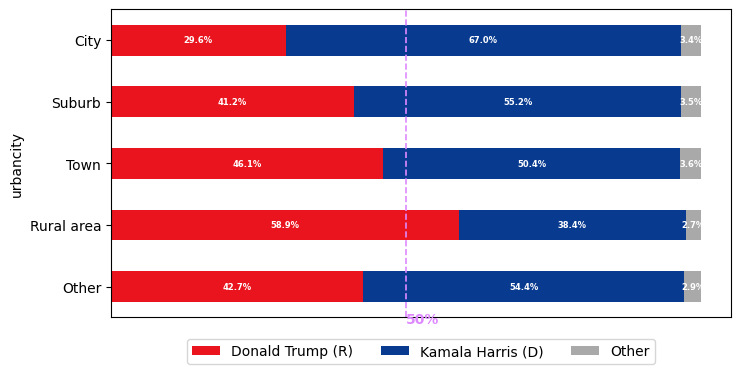 City 29.6% 67.0% 3.4%
Suburb 41.2% 55.2% 3.5%
urbancity
Town 46.1% 50.4% 3.6%
Rural area 58.9% 38.4% 2.7%
Other 42.7% 54.4% 2.9%
50%
Donald Trump (R) Kamala Harris (D) Other